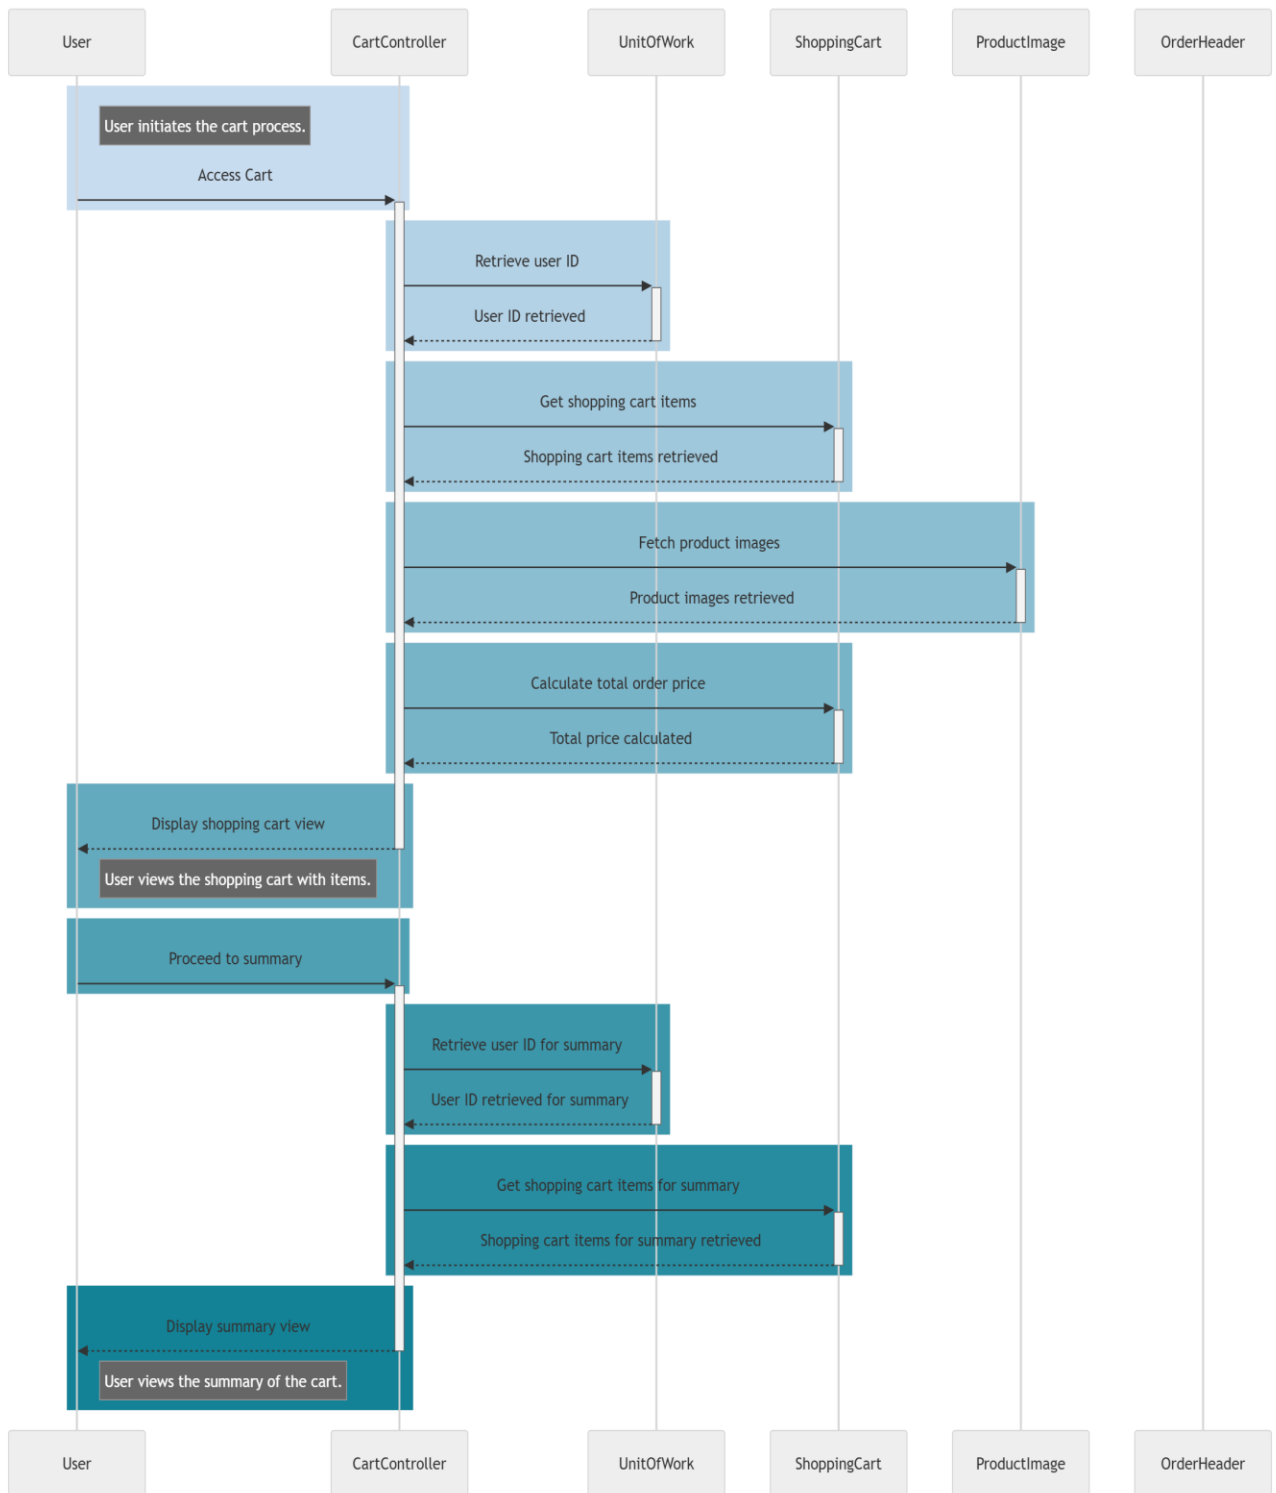 User CartController UnitOfWork ShoppingCart ProductImage OrderHeader
User initiates the cart process.
Access Cart
Retrieve user ID
User ID retrieved
Get shopping cart items
Shopping cart items retrieved
Fetch product images
Product images retrieved
Calculate total order price
Total price calculated
Display shopping cart view
User views the shopping cart with items.
Proceed to summary
Retrieve user ID for summary
User ID retrieved for summary
Get shopping cart items for summary
Shopping cart items for summary retrieved
Display summary view
User views the summary of the cart.
User CartController UnitOfWork ShoppingCart ProductImage OrderHeader